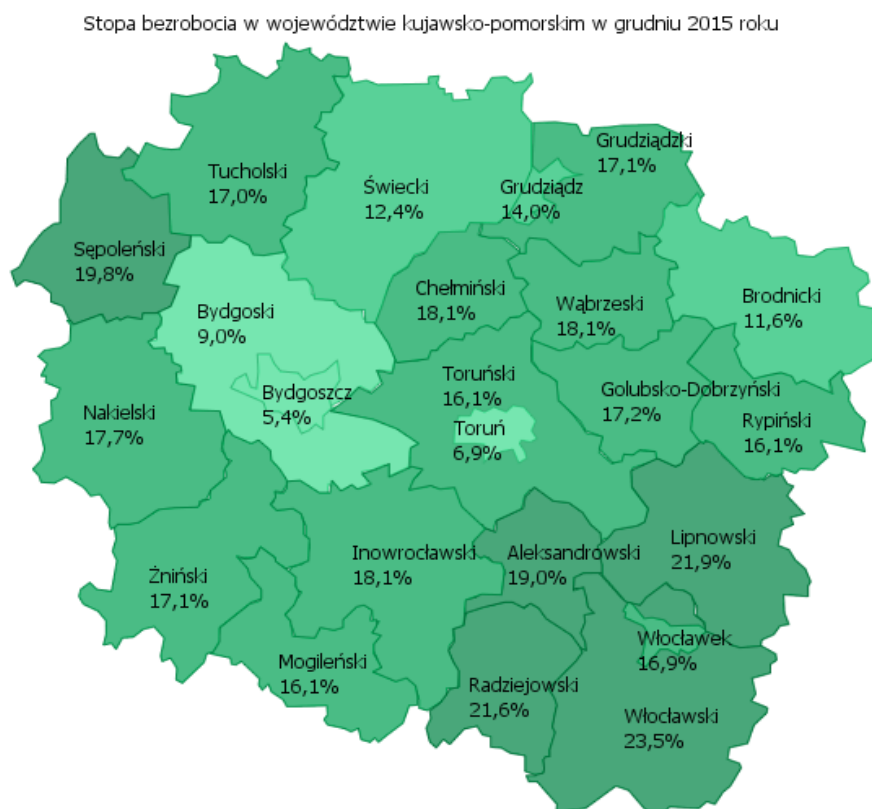 Stopa bezrobocia w województwie kujawsko-pomorskim w grudniu 2015 roku
Grudziądzki
17,1%
Tucholski
17,0%
Świecki
12,4%
Grudziądz
14,0%
Sępoleński
19,8%
Chełmiński
18,1%
Wąbrzeski
18,1%
Brodnicki
11,6%
Bydgoski
9,0%
Bydgoszcz
5,4%
Toruński
16,1%
Golubsko-Dobrzyński
17,2%
Nakielski
17,7%
Toruń
6,9%
Rypiński
16,1%
Lipnowski
21,9%
Inowrocławski
18,1%
Aleksandrowski
19,0%
Żniński
17,1%
Włocławek
16,9%
Mogileński
16,1%
Radziejowski
21,6%
Włocławski
23,5%